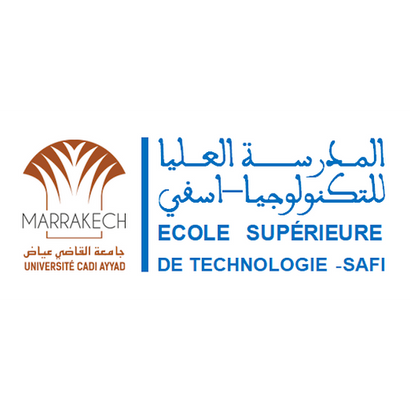 MARRAKECH
جامعة القاضي عياض
UNIVERSITÉ CADI AYYAD
المدرسة العليا
للتكنولوجيا-اسفي
ECOLE SUPÉRIEURE
DE TECHNOLOGIE -SAFI